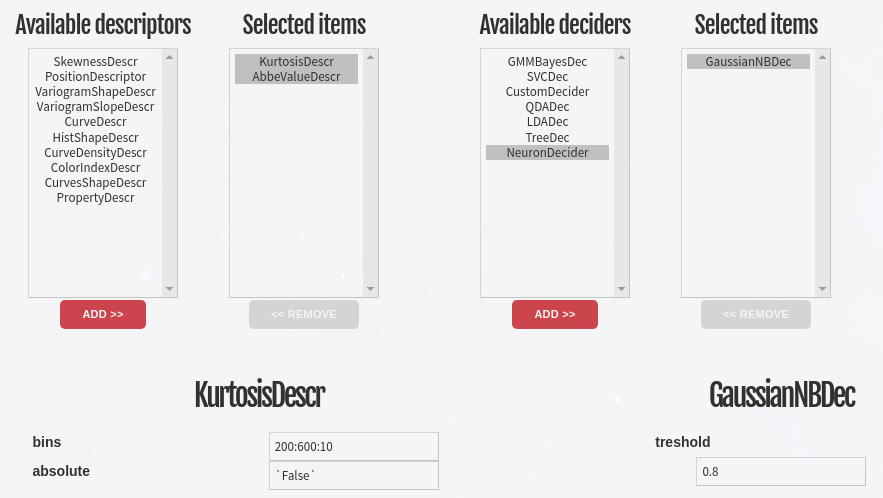 Available descriptors
Selected items
Available deciders
Selected items
SkewnessDescr
PositionDescriptor
VariogramShapeDescr
VariogramSlopeDescr
CurveDescr
HistShapeDescr
CurveDensityDescr
ColorIndexDescr
CurvesShapeDescr
PropertyDescr
KurtosisDescr
AbbeValueDescr
GMMBayesDec
SVCDec
CustomDecider
QDADec
LDADec
TreeDec
NeuronDecider
GaussianNBDec
ADD >>
<< REMOVE
ADD >>
<< REMOVE
KurtosisDescr
GaussianNBDec
bins
200:600:10
absolute
`False`
treshold
0.8